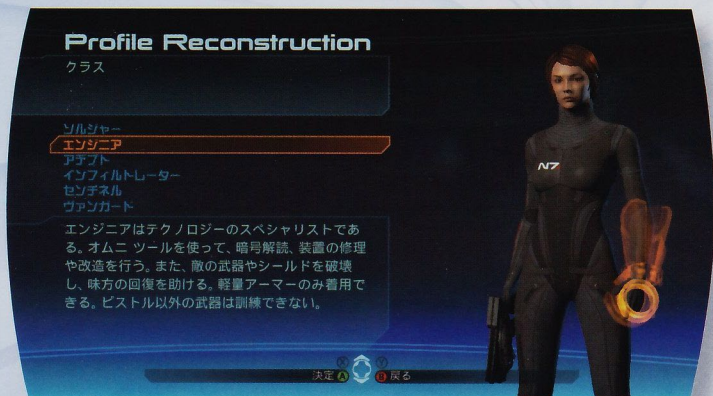 Profile Reconstruction
クラス
ソルジャー
エンジニア
アデプト
インフィルトレーター
センチネル
ヴァンガード
エンジニアはテクノロジーのスペシャリストであ
る。オムニ ツールを使って、暗号解読、装置の修理
や改造を行う。また、敵の武器やシールドを破壊
し、味方の回復を助ける。軽量アーマーのみ着用で
きる。ピストル以外の武器は訓練できない。
N7
X Y
決定 A B 戻る